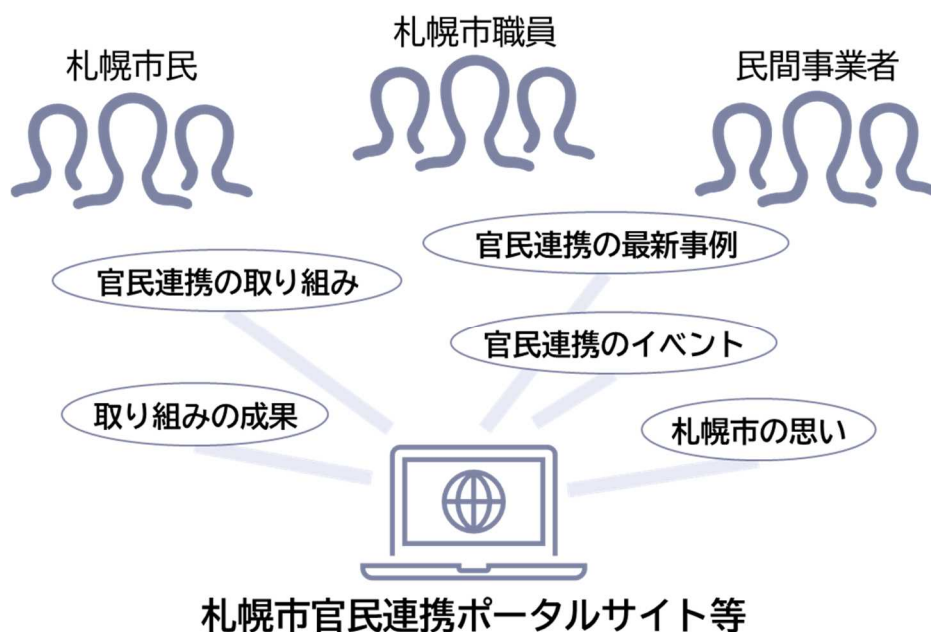 札幌市民
札幌市職員
民間事業者
官民連携の取り組み
官民連携の最新事例
官民連携のイベント
取り組みの成果
札幌市の思い
札幌市官民連携ポータルサイト等